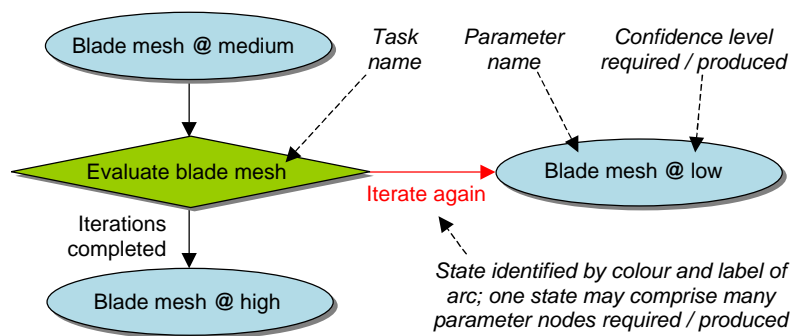 Blade mesh @ medium
Task
name
Parameter
name
Confidence level
required / produced
Evaluate blade mesh
Blade mesh @ low
Iterate again
Iterations
completed
State identified by colour and label of
arc; one state may comprise many
parameter nodes required / produced
Blade mesh @ high